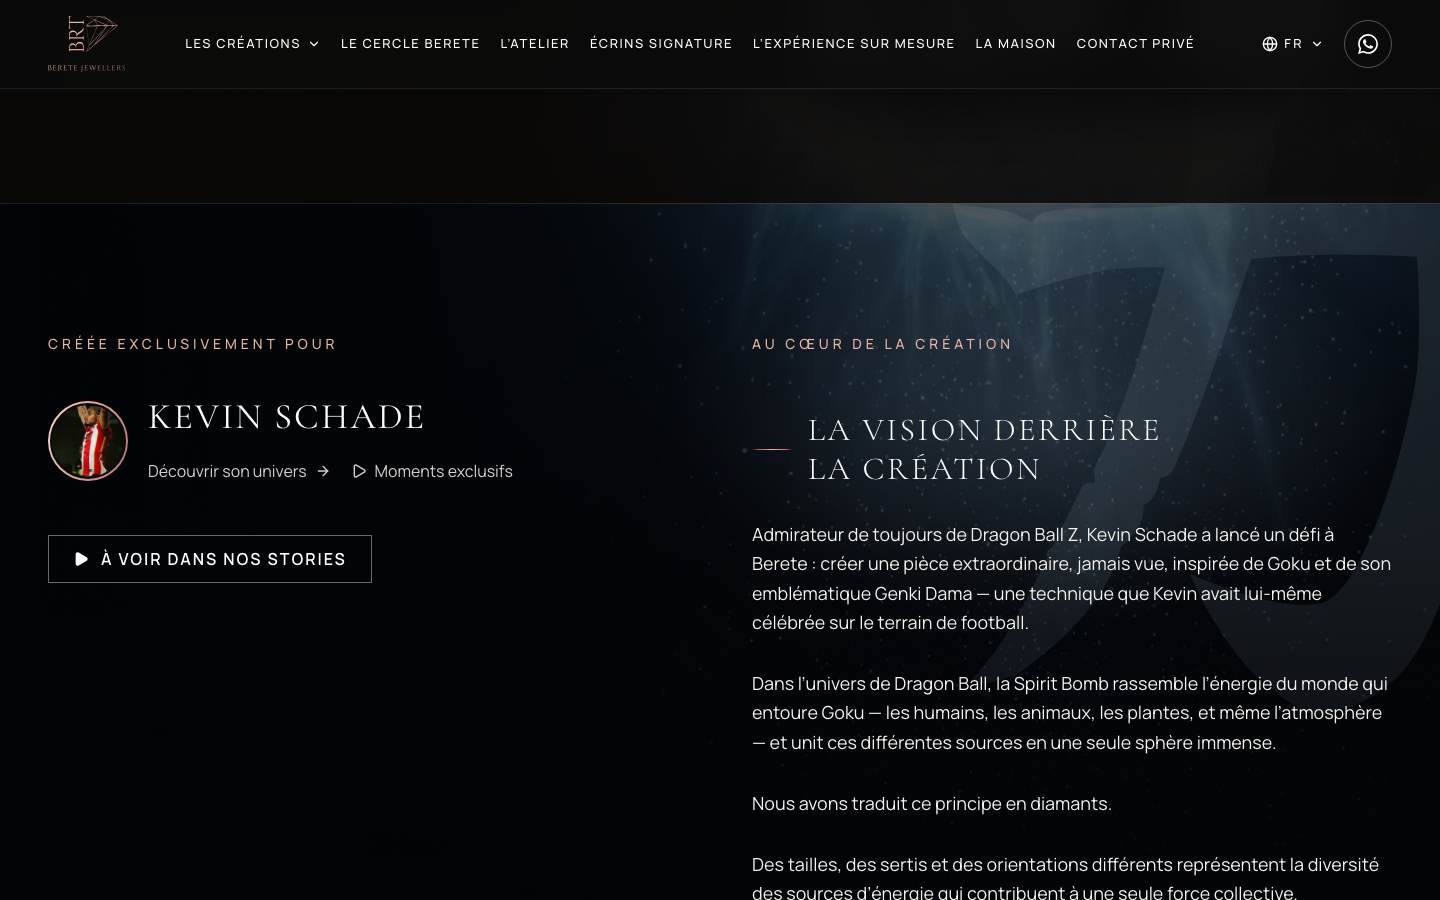 BRT
BERETE JEWELLERS
LES CRÉATIONS
LE CERCLE BERETE
L’ATELIER
ÉCRINS SIGNATURE
L’EXPÉRIENCE SUR MESURE
LA MAISON
CONTACT PRIVÉ
FR
CRÉÉE EXCLUSIVEMENT POUR
KEVIN SCHADE
Découvrir son univers →
Moments exclusifs
À VOIR DANS NOS STORIES
AU CŒUR DE LA CRÉATION
LA VISION DERRIÈRE
LA CRÉATION
Admirateur de toujours de Dragon Ball Z, Kevin Schade a lancé un défi à
Berete : créer une pièce extraordinaire, jamais vue, inspirée de Goku et de son
emblématique Genki Dama — une technique que Kevin avait lui-même
célébrée sur le terrain de football.
Dans l’univers de Dragon Ball, la Spirit Bomb rassemble l’énergie du monde qui
entoure Goku — les humains, les animaux, les plantes, et même l’atmosphère
— et unit ces différentes sources en une seule sphère immense.
Nous avons traduit ce principe en diamants.
Des tailles, des sertis et des orientations différents représentent la diversité
des sources d’énergie qui contribuent à une seule force collective.